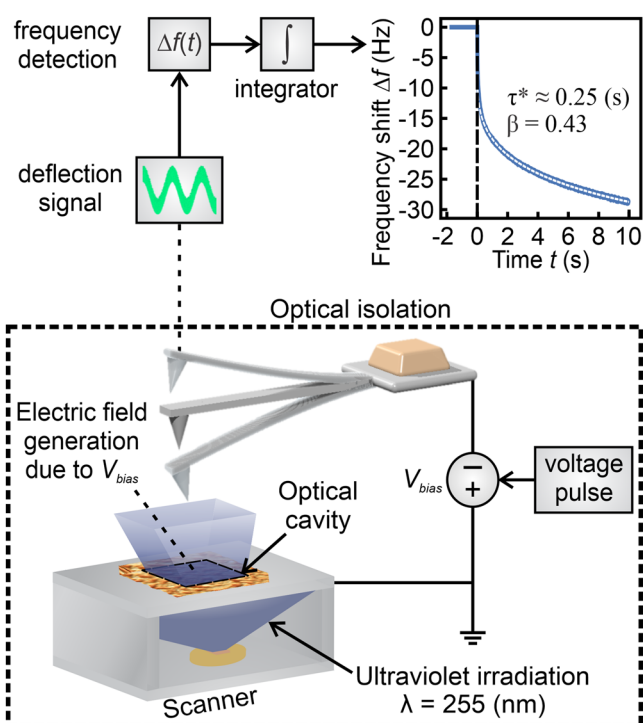 frequency
detection
Δf(t)
∫
integrator
deflection
signal
Frequency shift Δf (Hz)
0
-5
-10
-15
-20
-25
-30
τ* ≈ 0.25 (s)
β = 0.43
-2 0 2 4 6 8 10
Time t (s)
Optical isolation
Electric field
generation
due to Vbias
Optical
cavity
Vbias
−
+
voltage
pulse
Ultraviolet irradiation
λ = 255 (nm)
Scanner